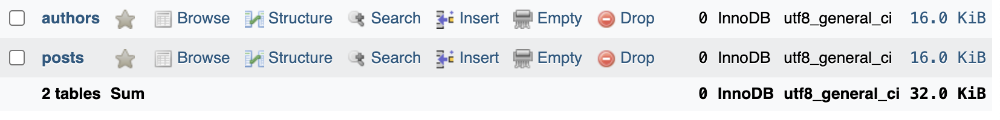 authors Browse Structure Search Insert Empty Drop 0 InnoDB utf8_general_ci 16.0 KiB
posts Browse Structure Search Insert Empty Drop 0 InnoDB utf8_general_ci 16.0 KiB
2 tables Sum 0 InnoDB utf8_general_ci 32.0 KiB